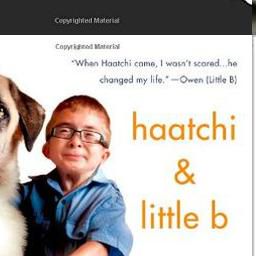 Copyrighted Material
Copyrighted Material
"When Haatchi came, I wasn't scared...he
changed my life."—Owen (Little B)
haatchi
&
little b